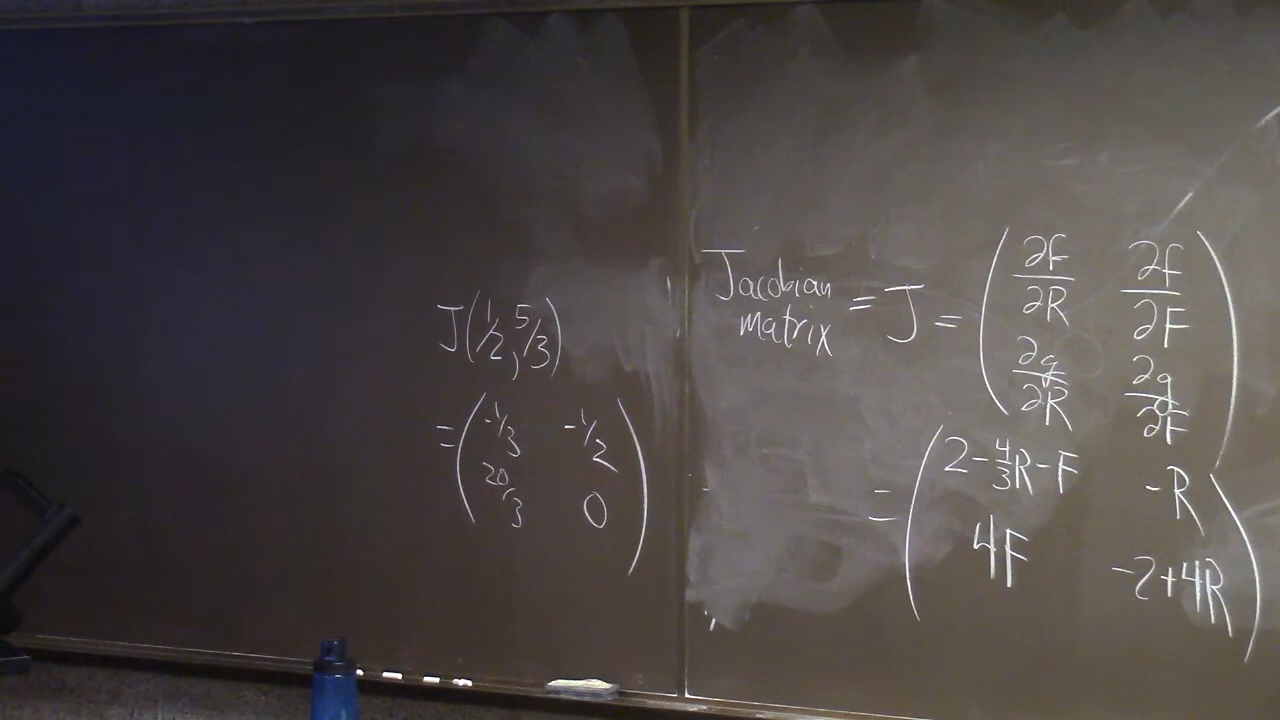 J(1/2, 5/3)
= ( -1/3 -1/2
20/3 0 )
Jacobian matrix = J = ( ∂f/∂R ∂f/∂F
∂g/∂R ∂g/∂F )
= ( 2-4/3R-F -R
4F -2+4R )